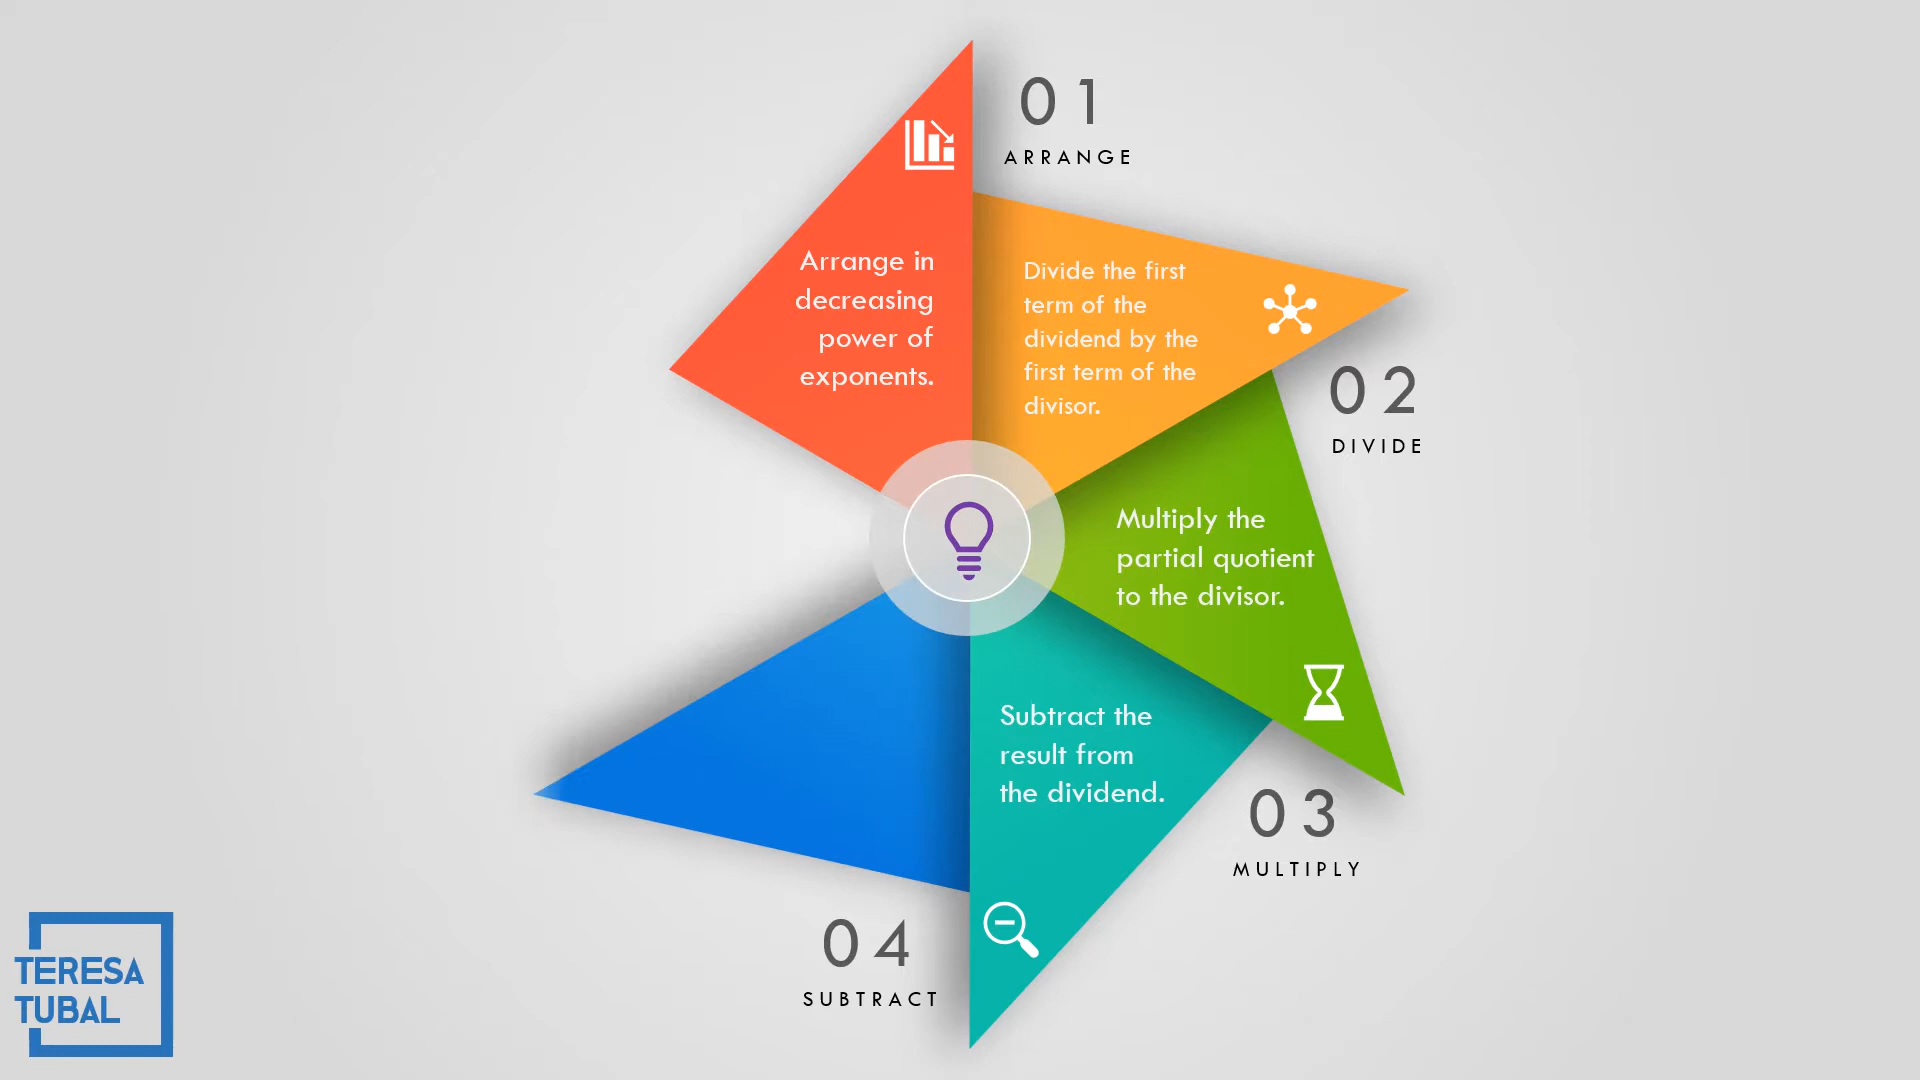 01
ARRANGE
Arrange in
decreasing
power of
exponents.
Divide the first
term of the
dividend by the
first term of the
divisor.
02
DIVIDE
Multiply the
partial quotient
to the divisor.
03
MULTIPLY
Subtract the
result from
the dividend.
04
SUBTRACT
TERESA
TUBAL